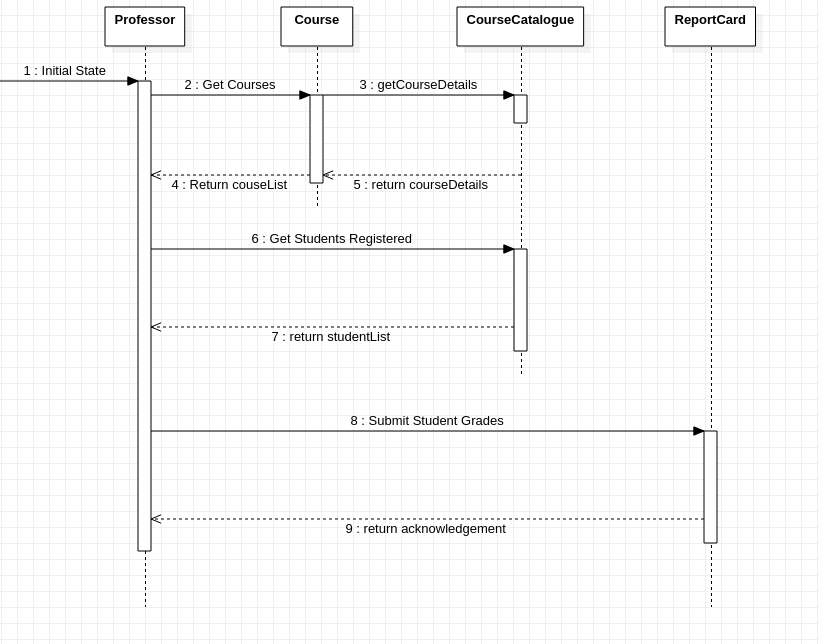 Professor
Course
CourseCatalogue
ReportCard
1 : Initial State
2 : Get Courses
3 : getCourseDetails
4 : Return couseList
5 : return courseDetails
6 : Get Students Registered
7 : return studentList
8 : Submit Student Grades
9 : return acknowledgement